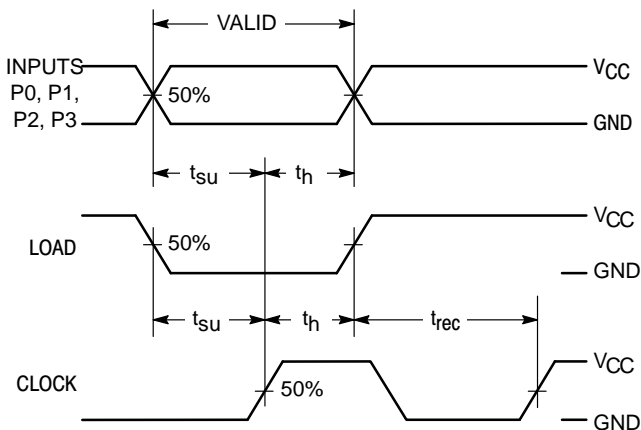 VALID
INPUTS
P0, P1,
P2, P3
50%
VCC
GND
tsu
th
LOAD
50%
VCC
GND
tsu
th
trec
CLOCK
50%
VCC
GND